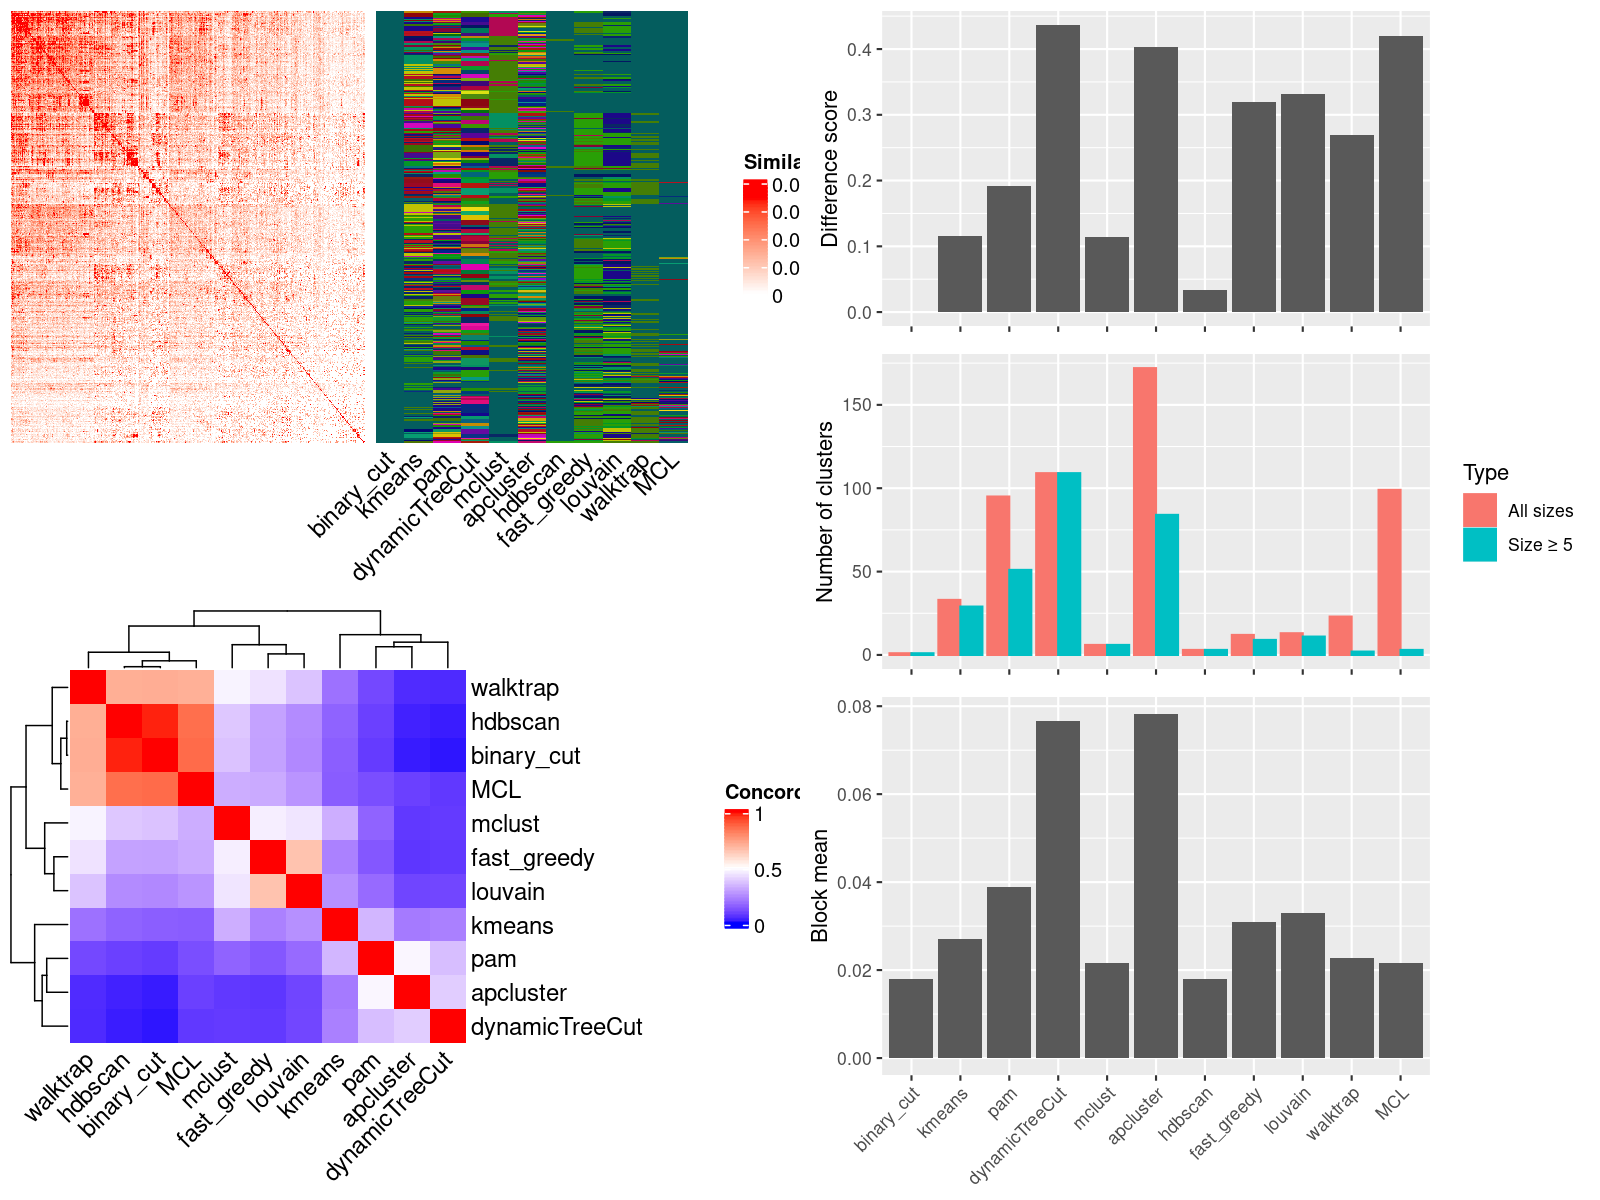 Simila
0.0
0.0
0.0
0.0
0
binary_cut
kmeans
pam
dynamicTreeCut
mclust
apcluster
hdbscan
fast_greedy
louvain
walktrap
MCL
walktrap
hdbscan
binary_cut
MCL
mclust
fast_greedy
louvain
kmeans
pam
apcluster
dynamicTreeCut
walktrap
hdbscan
binary_cut
MCL
mclust
fast_greedy
louvain
kmeans
pam
apcluster
dynamicTreeCut
Concord
1
0.5
0
Difference score
0.4
0.3
0.2
0.1
0.0
Number of clusters
150
100
50
0
Type
All sizes
Size ≥ 5
Block mean
0.08
0.06
0.04
0.02
0.00
binary_cut
kmeans
pam
dynamicTreeCut
mclust
apcluster
hdbscan
fast_greedy
louvain
walktrap
MCL